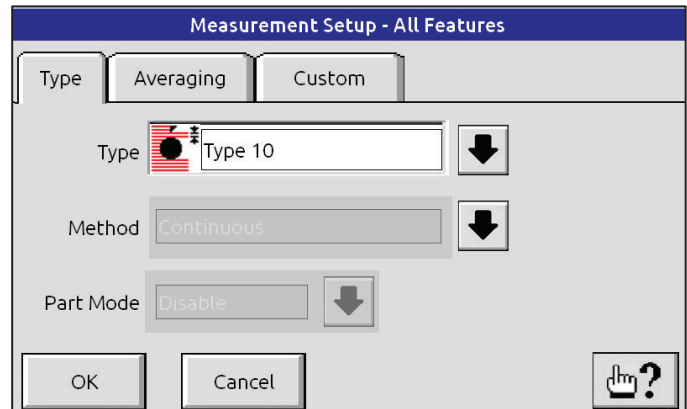 Measurement Setup - All Features
Type Averaging Custom
Type Type 10
Method Continuous
Part Mode Disable
OK Cancel ?